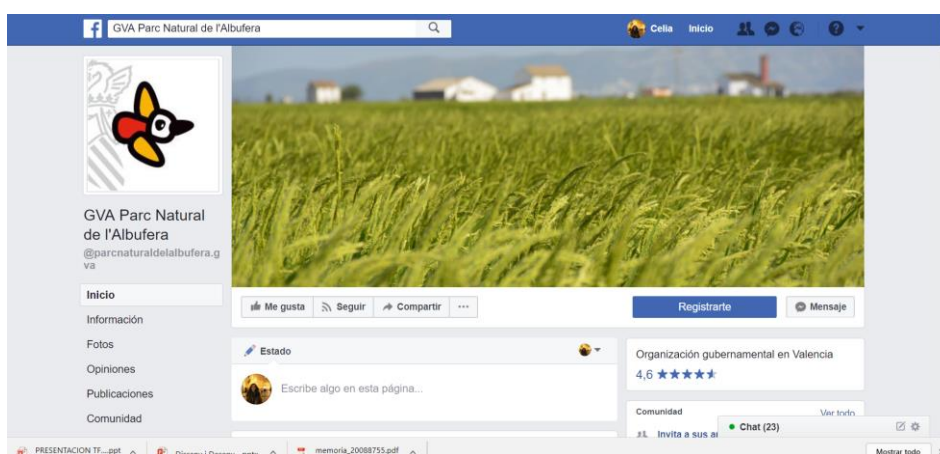 GVA Parc Natural de l'Albufera
Celia Inicio
GVA Parc Natural
de l'Albufera
@parcnaturaldelalbufera.g
va
Inicio
Información
Fotos
Opiniones
Publicaciones
Comunidad
Me gusta Seguir Compartir ...
Registrarte Mensaje
Estado
Escribe algo en esta página...
Organización gubernamental en Valencia
4,6
Comunidad Ver todo
Invita a sus
Chat (23)
PRESENTACION TF....ppt
memoria_20088755.pdf
Mostrar todo